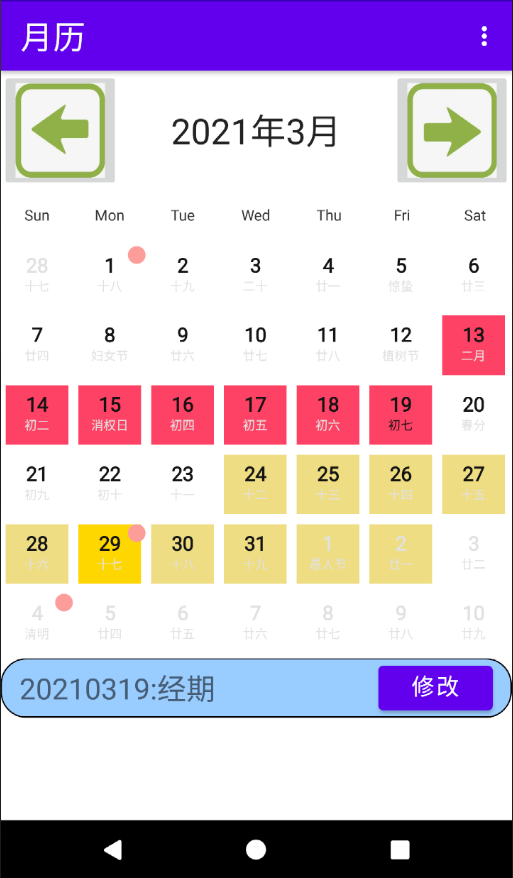 月历
2021年3月
Sun Mon Tue Wed Thu Fri Sat
28 1 2 3 4 5 6
十七 十八 十九 二十 廿一 惊蛰 廿三
7 8 9 10 11 12 13
廿四 妇女节 廿六 廿七 廿八 植树节 二月
14 15 16 17 18 19 20
初二 消权日 初四 初五 初六 初七 春分
21 22 23 24 25 26 27
初九 初十 十一 十二 十三 十四 十五
28 29 30 31 1 2 3
十六 十七 十八 十九 愚人节 廿一 廿二
4 5 6 7 8 9 10
清明 廿四 廿五 廿六 廿七 廿八 廿九
20210319:经期 修改